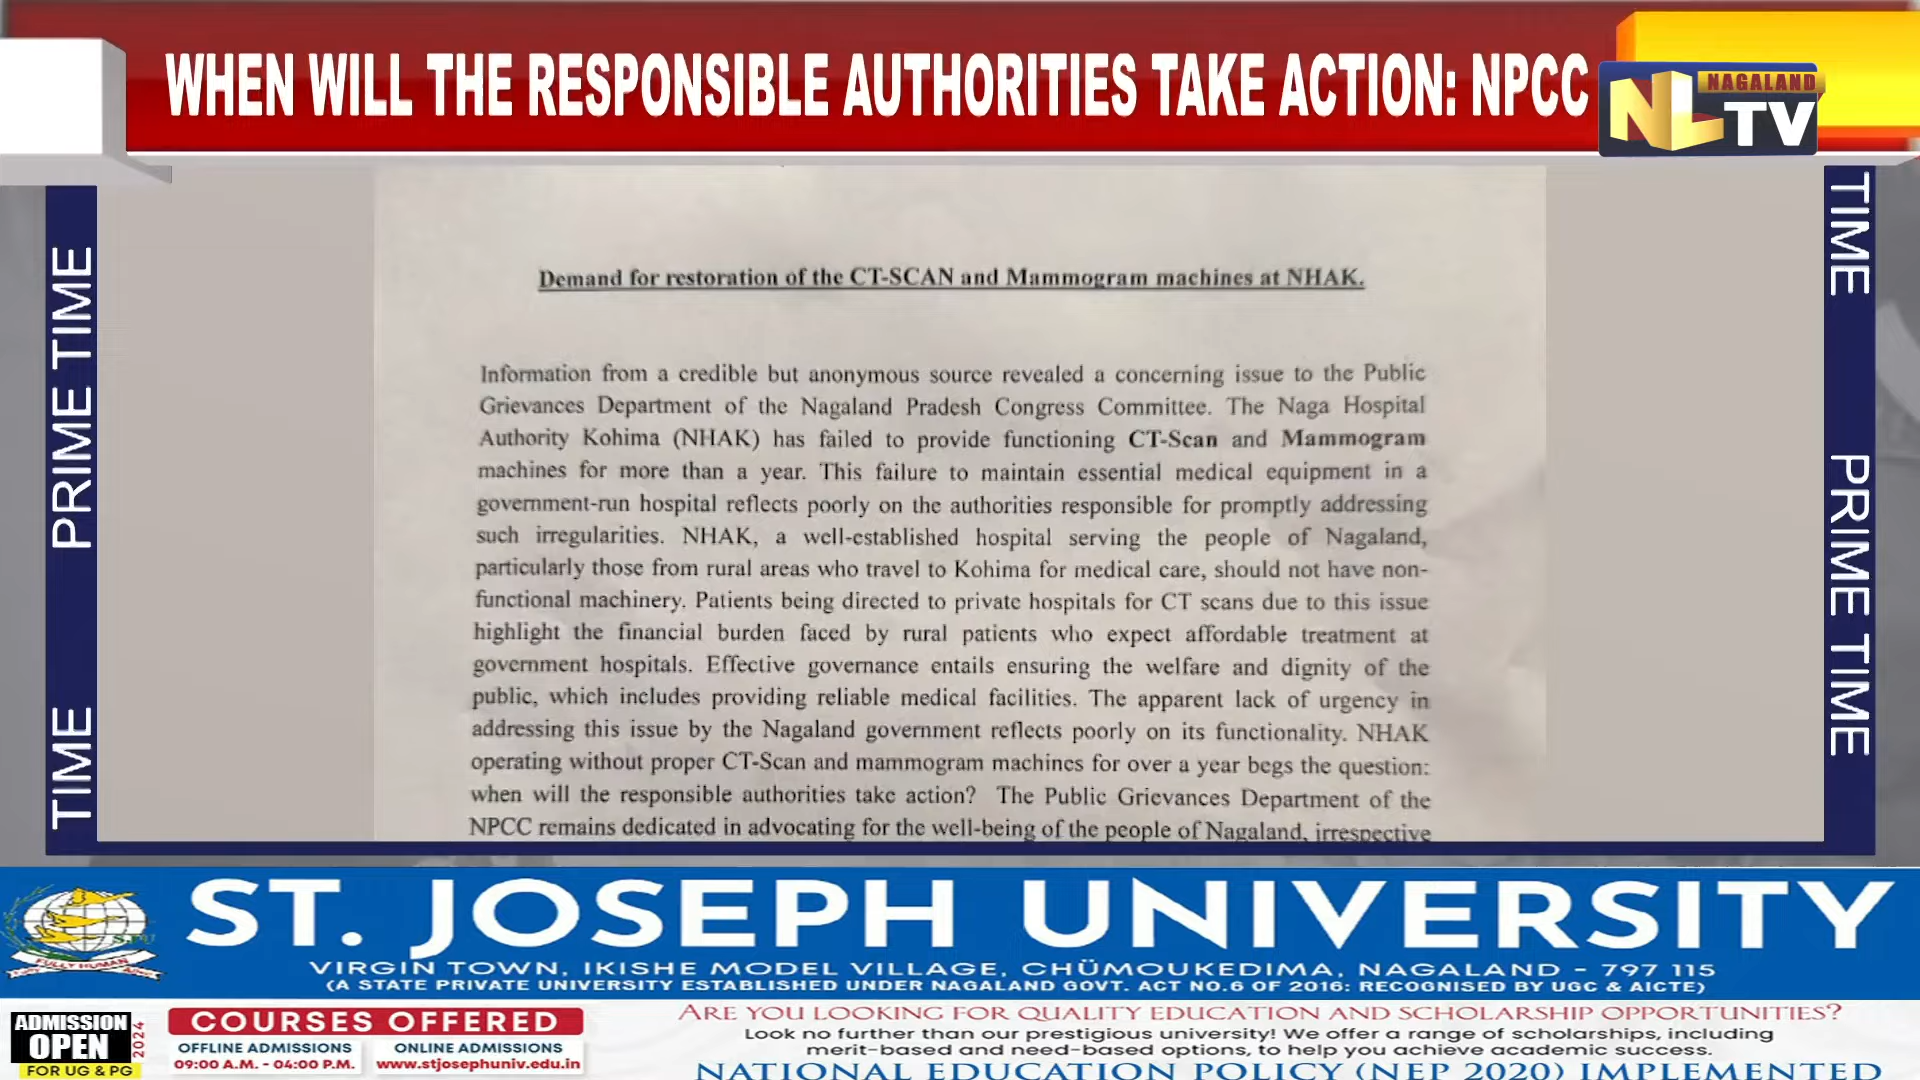 WHEN WILL THE RESPONSIBLE AUTHORITIES TAKE ACTION: NPCC
NAGALAND
NL TV
TIME PRIME TIME
TIME
PRIME TIME
Demand for restoration of the CT-SCAN and Mammogram machines at NHAK.
Information from a credible but anonymous source revealed a concerning issue to the Public
Grievances Department of the Nagaland Pradesh Congress Committee. The Naga Hospital
Authority Kohima (NHAK) has failed to provide functioning CT-Scan and Mammogram
machines for more than a year. This failure to maintain essential medical equipment in a
government-run hospital reflects poorly on the authorities responsible for promptly addressing
such irregularities. NHAK, a well-established hospital serving the people of Nagaland,
particularly those from rural areas who travel to Kohima for medical care, should not have non-
functional machinery. Patients being directed to private hospitals for CT scans due to this issue
highlight the financial burden faced by rural patients who expect affordable treatment at
government hospitals. Effective governance entails ensuring the welfare and dignity of the
public, which includes providing reliable medical facilities. The apparent lack of urgency in
addressing this issue by the Nagaland government reflects poorly on its functionality. NHAK
operating without proper CT-Scan and mammogram machines for over a year begs the question:
when will the responsible authorities take action? The Public Grievances Department of the
NPCC remains dedicated in advocating for the well-being of the people of Nagaland, irrespective
ST. JOSEPH UNIVERSITY
VIRGIN TOWN, IKISHE MODEL VILLAGE, CHÜMOUKEDIMA, NAGALAND - 797 115
(A STATE PRIVATE UNIVERSITY ESTABLISHED UNDER NAGALAND GOVT. ACT NO.6 OF 2016: RECOGNISED BY UGC & AICTE)
FULLY HUMAN
ADMISSION
OPEN
2024
FOR UG & PG
COURSES OFFERED
OFFLINE ADMISSIONS
09:00 A.M. - 04:00 P.M.
ONLINE ADMISSIONS
www.stjosephuniv.edu.in
ARE YOU LOOKING FOR QUALITY EDUCATION AND SCHOLARSHIP OPPORTUNITIES?
Look no further than our prestigious university! We offer a range of scholarships, including
merit-based and need-based options, to help you achieve academic success.
NATIONAL EDUCATION POLICY (NEP 2020) IMPLEMENTED